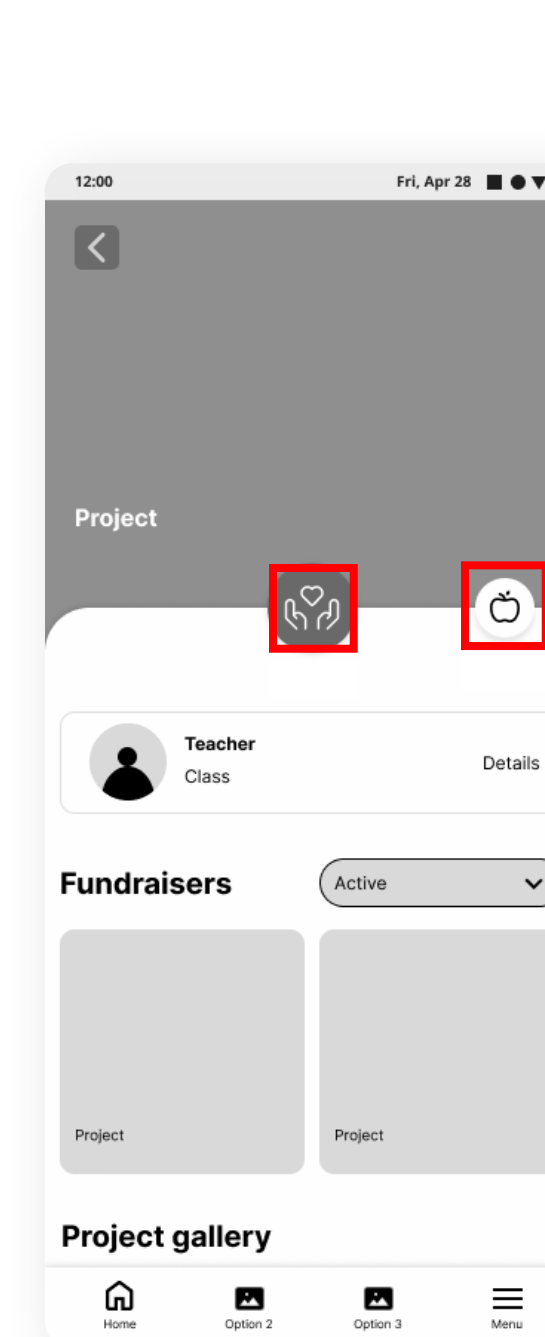 12:00 Fri, Apr 28
Project
Teacher
Class
Details
Fundraisers
Active
Project
Project
Project gallery
Home
Option 2
Option 3
Menu